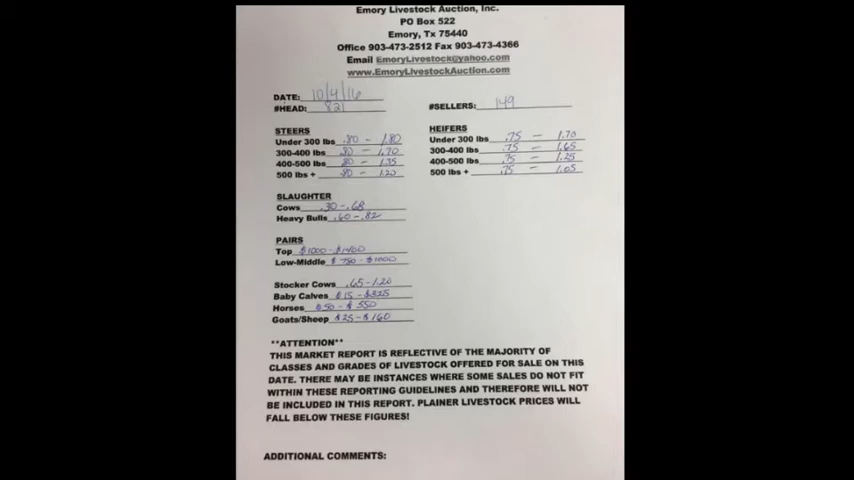 Emory Livestock Auction, Inc.
PO Box 522
Emory, Tx 75440
Office 903-473-2512 Fax 903-473-4366
Email EmoryLivestock@yahoo.com
www.EmoryLivestockAuction.com
DATE: 10/4/16
#HEAD: 821 #SELLERS: 149
STEERS HEIFERS
Under 300 lbs .80 - 1.80 Under 300 lbs .75 - 1.70
300-400 lbs .80 - 1.70 300-400 lbs .75 - 1.65
400-500 lbs .80 - 1.35 400-500 lbs .75 - 1.25
500 lbs + .80 - 1.20 500 lbs + .75 - 1.05
SLAUGHTER
Cows .30-.68
Heavy Bulls .60-.82
PAIRS
Top $1000-$1400
Low-Middle $750-$1000
Stocker Cows .65-1.20
Baby Calves $15-$325
Horses $50-$550
Goats/Sheep $25-$160
**ATTENTION**
THIS MARKET REPORT IS REFLECTIVE OF THE MAJORITY OF
CLASSES AND GRADES OF LIVESTOCK OFFERED FOR SALE ON THIS
DATE. THERE MAY BE INSTANCES WHERE SOME SALES DO NOT FIT
WITHIN THESE REPORTING GUIDELINES AND THEREFORE WILL NOT
BE INCLUDED IN THIS REPORT. PLAINER LIVESTOCK PRICES WILL
FALL BELOW THESE FIGURES!
ADDITIONAL COMMENTS: